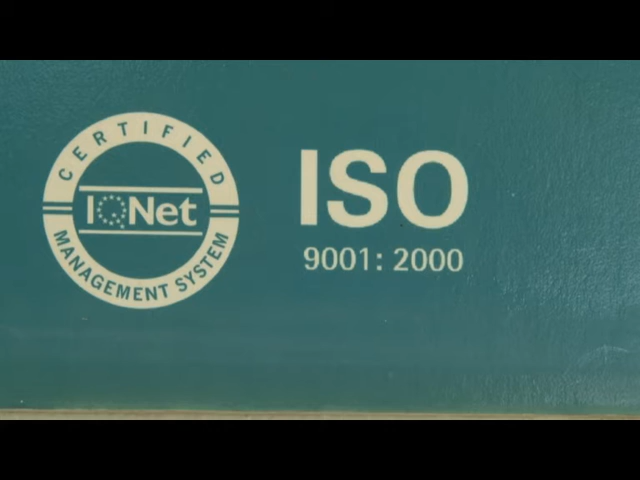 CERTIFIED
IQNet
MANAGEMENT SYSTEM
ISO
9001: 2000